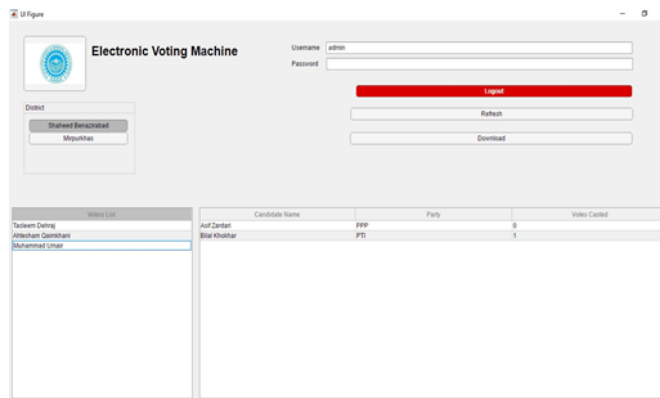 UI Figure
Electronic Voting Machine
Username admin
Password
Logout
Refresh
Download
District
Shaheed Benazirabad
Mirpurkhas
Voters List
Tasleem Dehraj
Ahtesham Qaimkhani
Muhammad Umair
Candidate Name Party Votes Casted
Asif Zardari PPP 0
Bilal Khokhar PTI 1